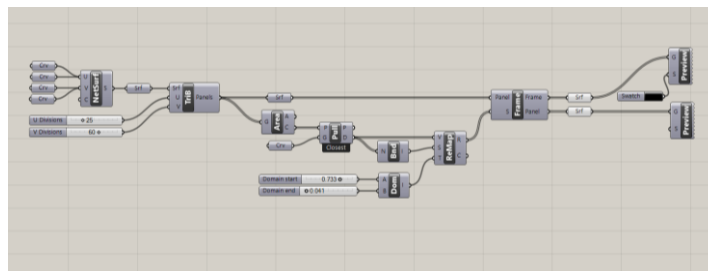 Crv
Crv
Crv
Crv
U
V
C
NetSurf
S
Srf
Srf
U
V
TriB
Panels
U Divisions
25
V Divisions
60
Srf
G
Area
A
C
Crv
P
G
Pull
P
D
Closest
N
Bnd
I
Domain start
0.733
Domain end
0.041
A
B
Dom
I
V
S
T
ReMap
R
C
Panel
S
Frame
Frame
Panel
Srf
Srf
Swatch
G
S
Preview
G
S
Preview